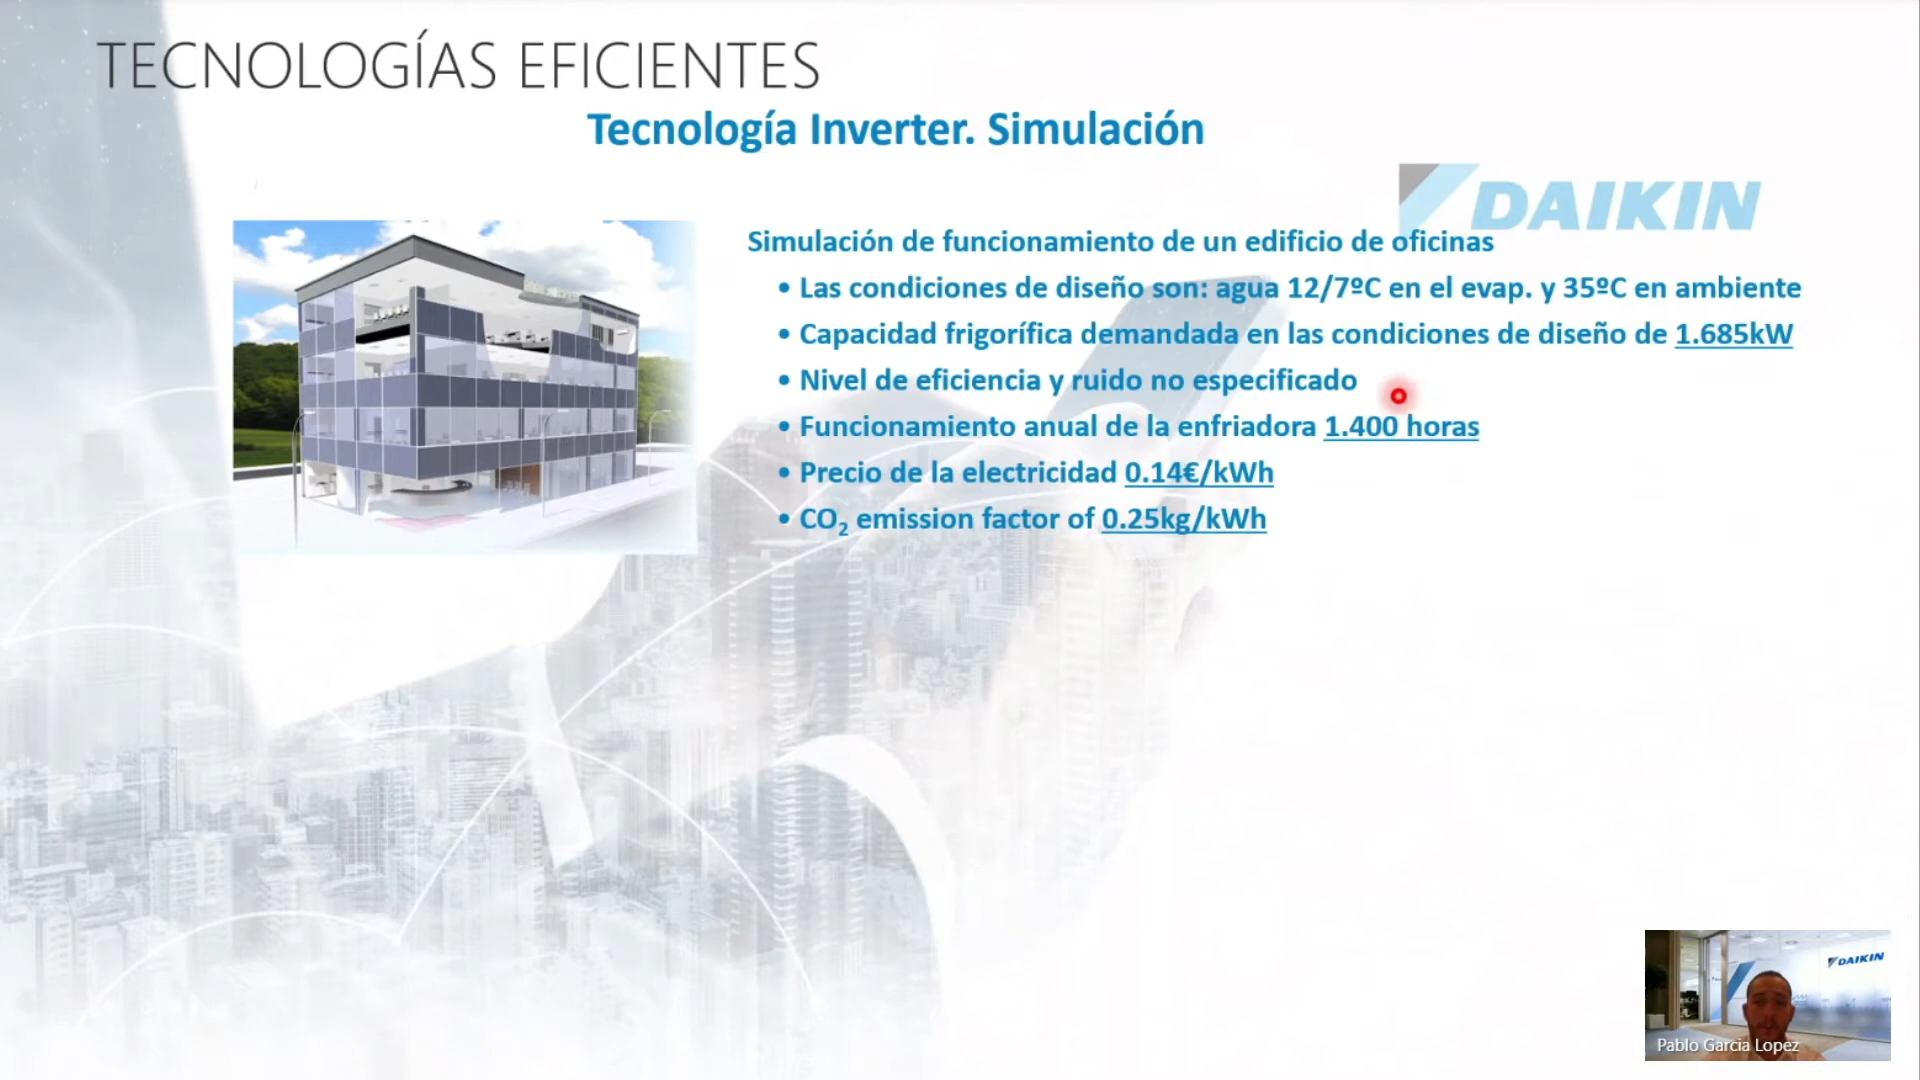 TECNOLOGÍAS EFICIENTES
Tecnología Inverter. Simulación
DAIKIN
Simulación de funcionamiento de un edificio de oficinas
• Las condiciones de diseño son: agua 12/7ºC en el evap. y 35ºC en ambiente
• Capacidad frigorífica demandada en las condiciones de diseño de 1.685kW
• Nivel de eficiencia y ruido no especificado
• Funcionamiento anual de la enfriadora 1.400 horas
• Precio de la electricidad 0.14€/kWh
• CO₂ emission factor of 0.25kg/kWh
DAIKIN
Pablo Garcia Lopez